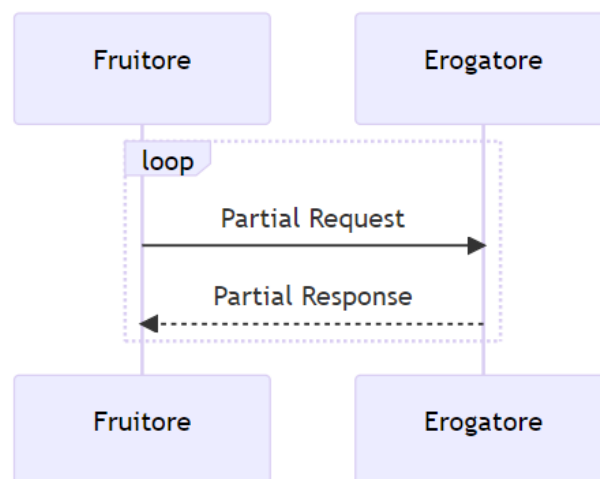 Fruitore
Erogatore
loop
Partial Request
Partial Response
Fruitore
Erogatore